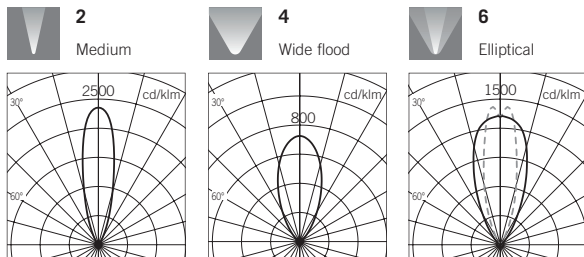 2
Medium
2500 cd/klm
30°
60°
4
Wide flood
800 cd/klm
30°
60°
6
Elliptical
1500 cd/klm
30°
60°